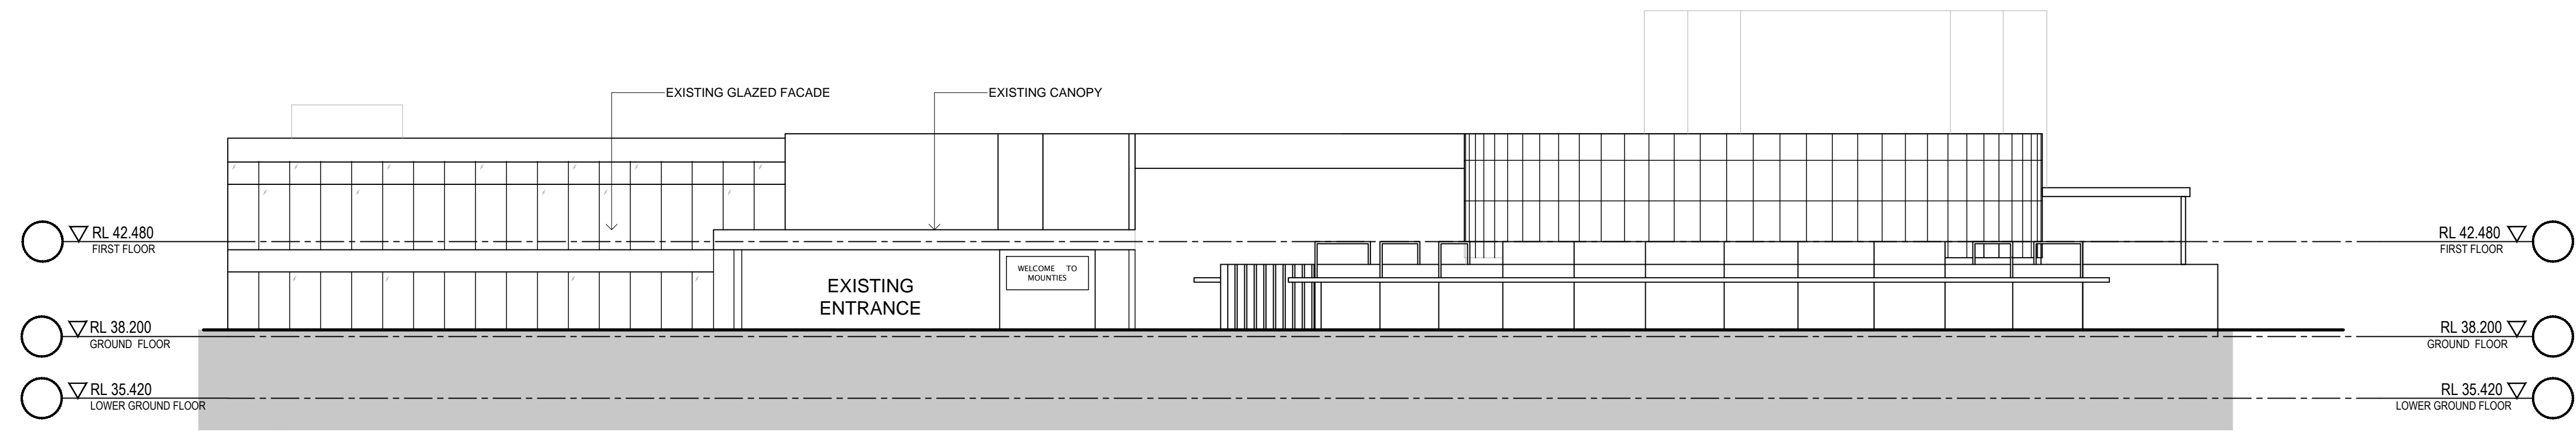 EXISTING GLAZED FACADE
EXISTING CANOPY
RL 42.480
FIRST FLOOR
RL 42.480
FIRST FLOOR
WELCOME TO
MOUNTIES
EXISTING
ENTRANCE
RL 38.200
GROUND FLOOR
RL 38.200
GROUND FLOOR
RL 35.420
LOWER GROUND FLOOR
RL 35.420
LOWER GROUND FLOOR